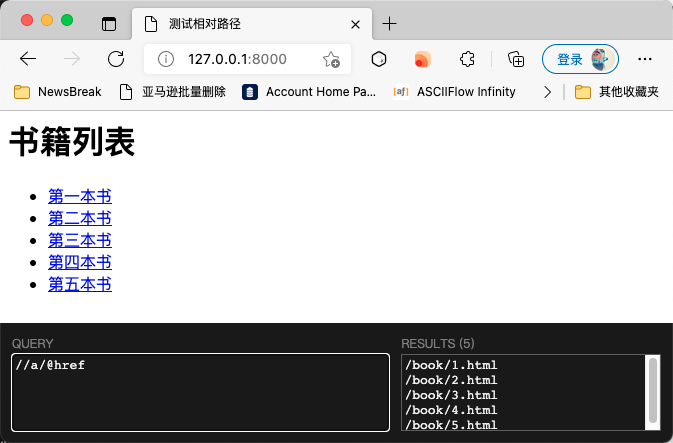 测试相对路径
127.0.0.1:8000
登录
NewsBreak
亚马逊批量删除
Account Home Pa...
[af]
ASCIIFlow Infinity
其他收藏夹
书籍列表
第一本书
第二本书
第三本书
第四本书
第五本书
QUERY
//a/@href
RESULTS (5)
/book/1.html
/book/2.html
/book/3.html
/book/4.html
/book/5.html